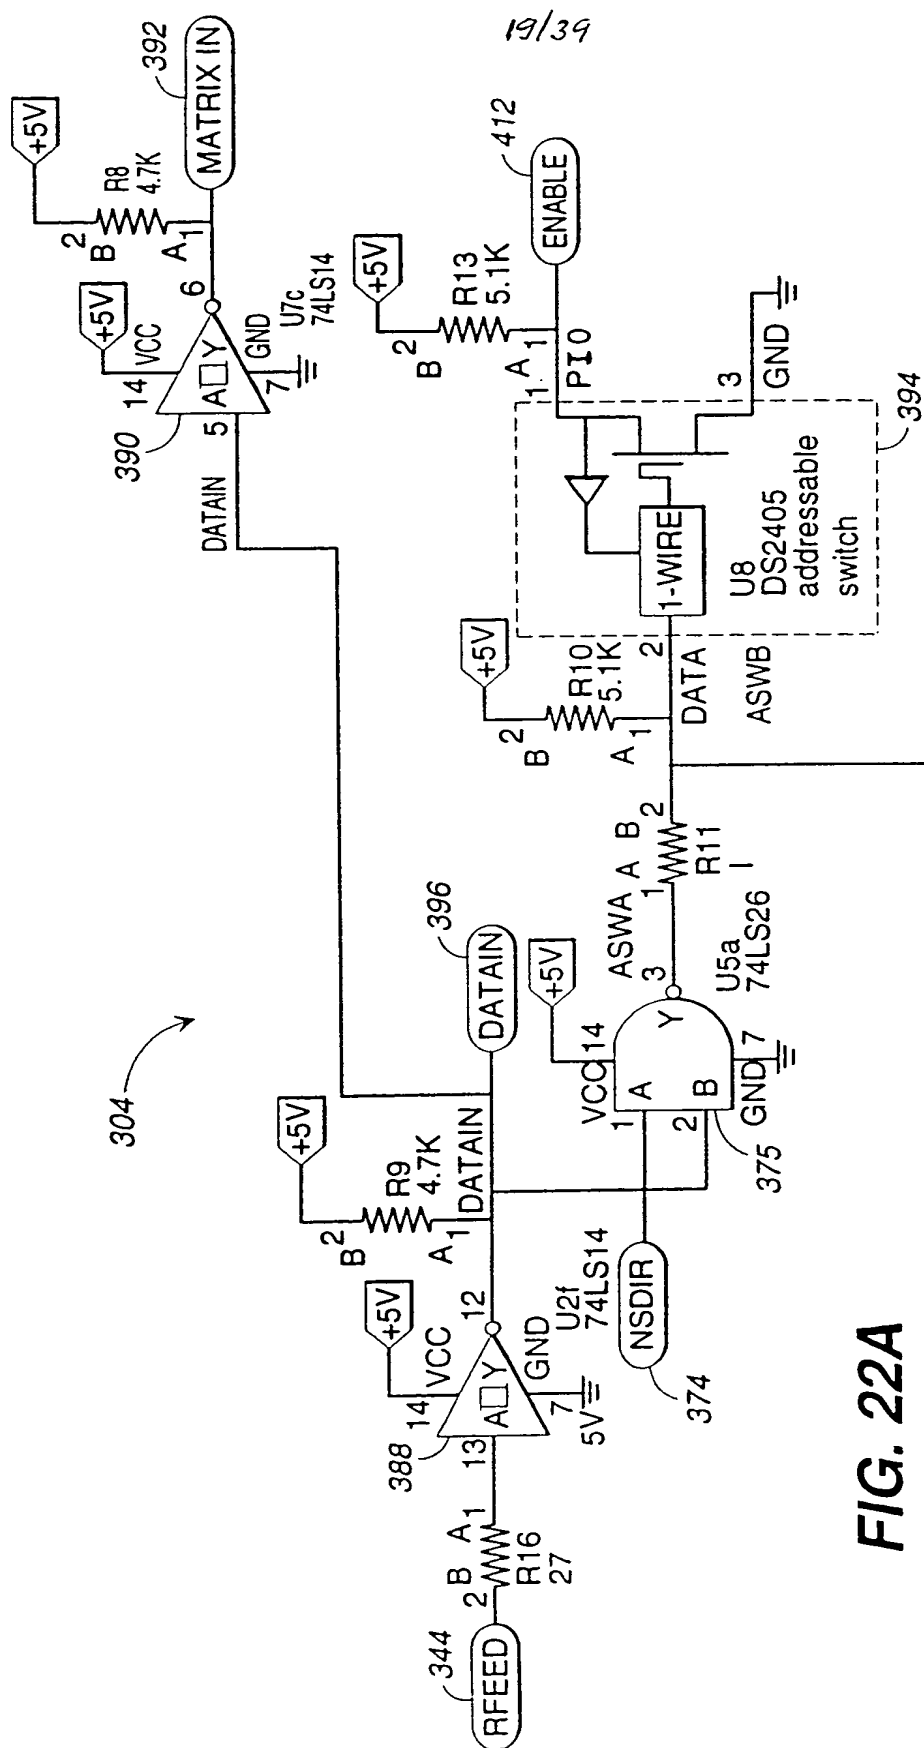 19/39
304
+5V
R8
4.7K
2
B
A
1
392
MATRIX IN
+5V
14
VCC
A Y
6
GND
7
U7c
74LS14
390
5
DATAIN
344
RFEED
2
B
A
1
R16
27
388
13
+5V
14
VCC
A Y
12
GND
7
5V
U2f
74LS14
+5V
R9
4.7K
2
B
A
1
DATAIN
396
DATAIN
374
NSDIR
+5V
VCC
14
1
A
2
B
Y
3
GND
7
375
U5a
74LS26
ASWA
A
B
1
2
R11
1
+5V
R10
5.1K
2
B
A
1
2
DATA
ASWB
1-WIRE
U8
DS2405
addressable
switch
394
3
GND
+5V
R13
5.1K
2
B
A
1
1
PIO
412
ENABLE
FIG. 22A